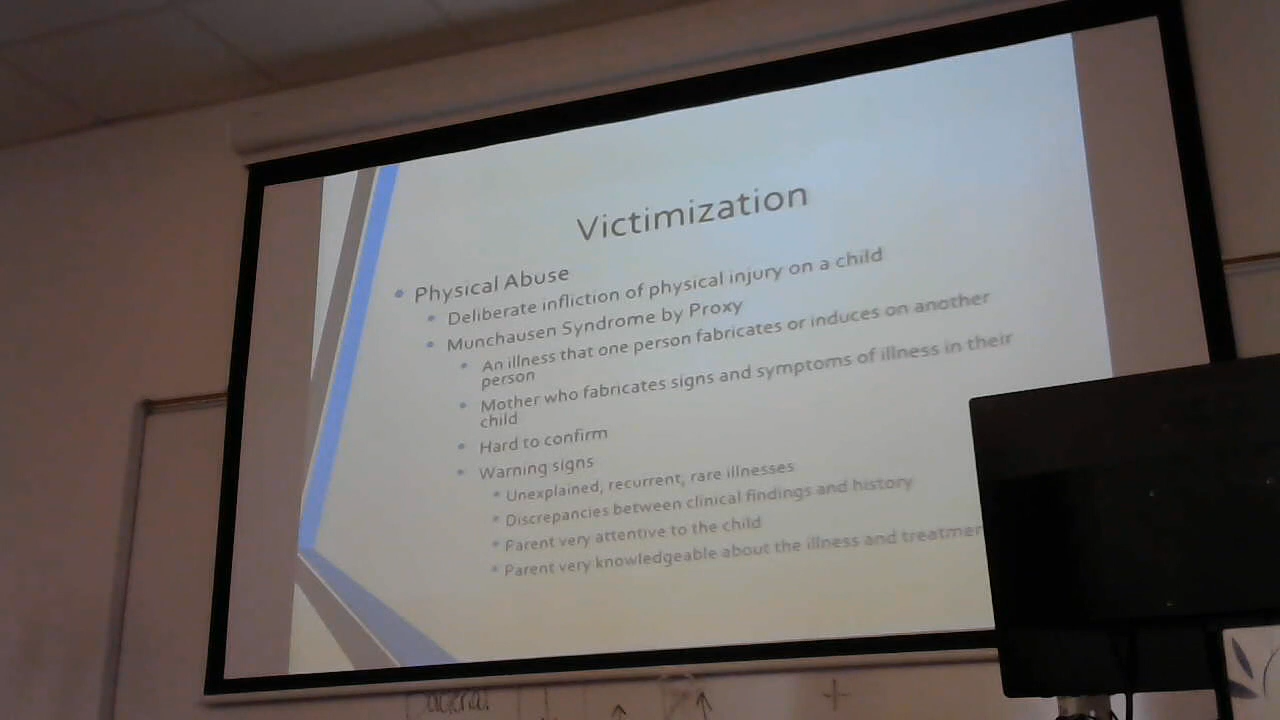 Victimization
• Physical Abuse
• Deliberate infliction of physical injury on a child
• Munchausen Syndrome by Proxy
• An illness that one person fabricates or induces on another
person
• Mother who fabricates signs and symptoms of illness in their
child
• Hard to confirm
• Warning signs
• Unexplained, recurrent, rare illnesses
• Discrepancies between clinical findings and history
• Parent very attentive to the child
• Parent very knowledgeable about the illness and treatmen